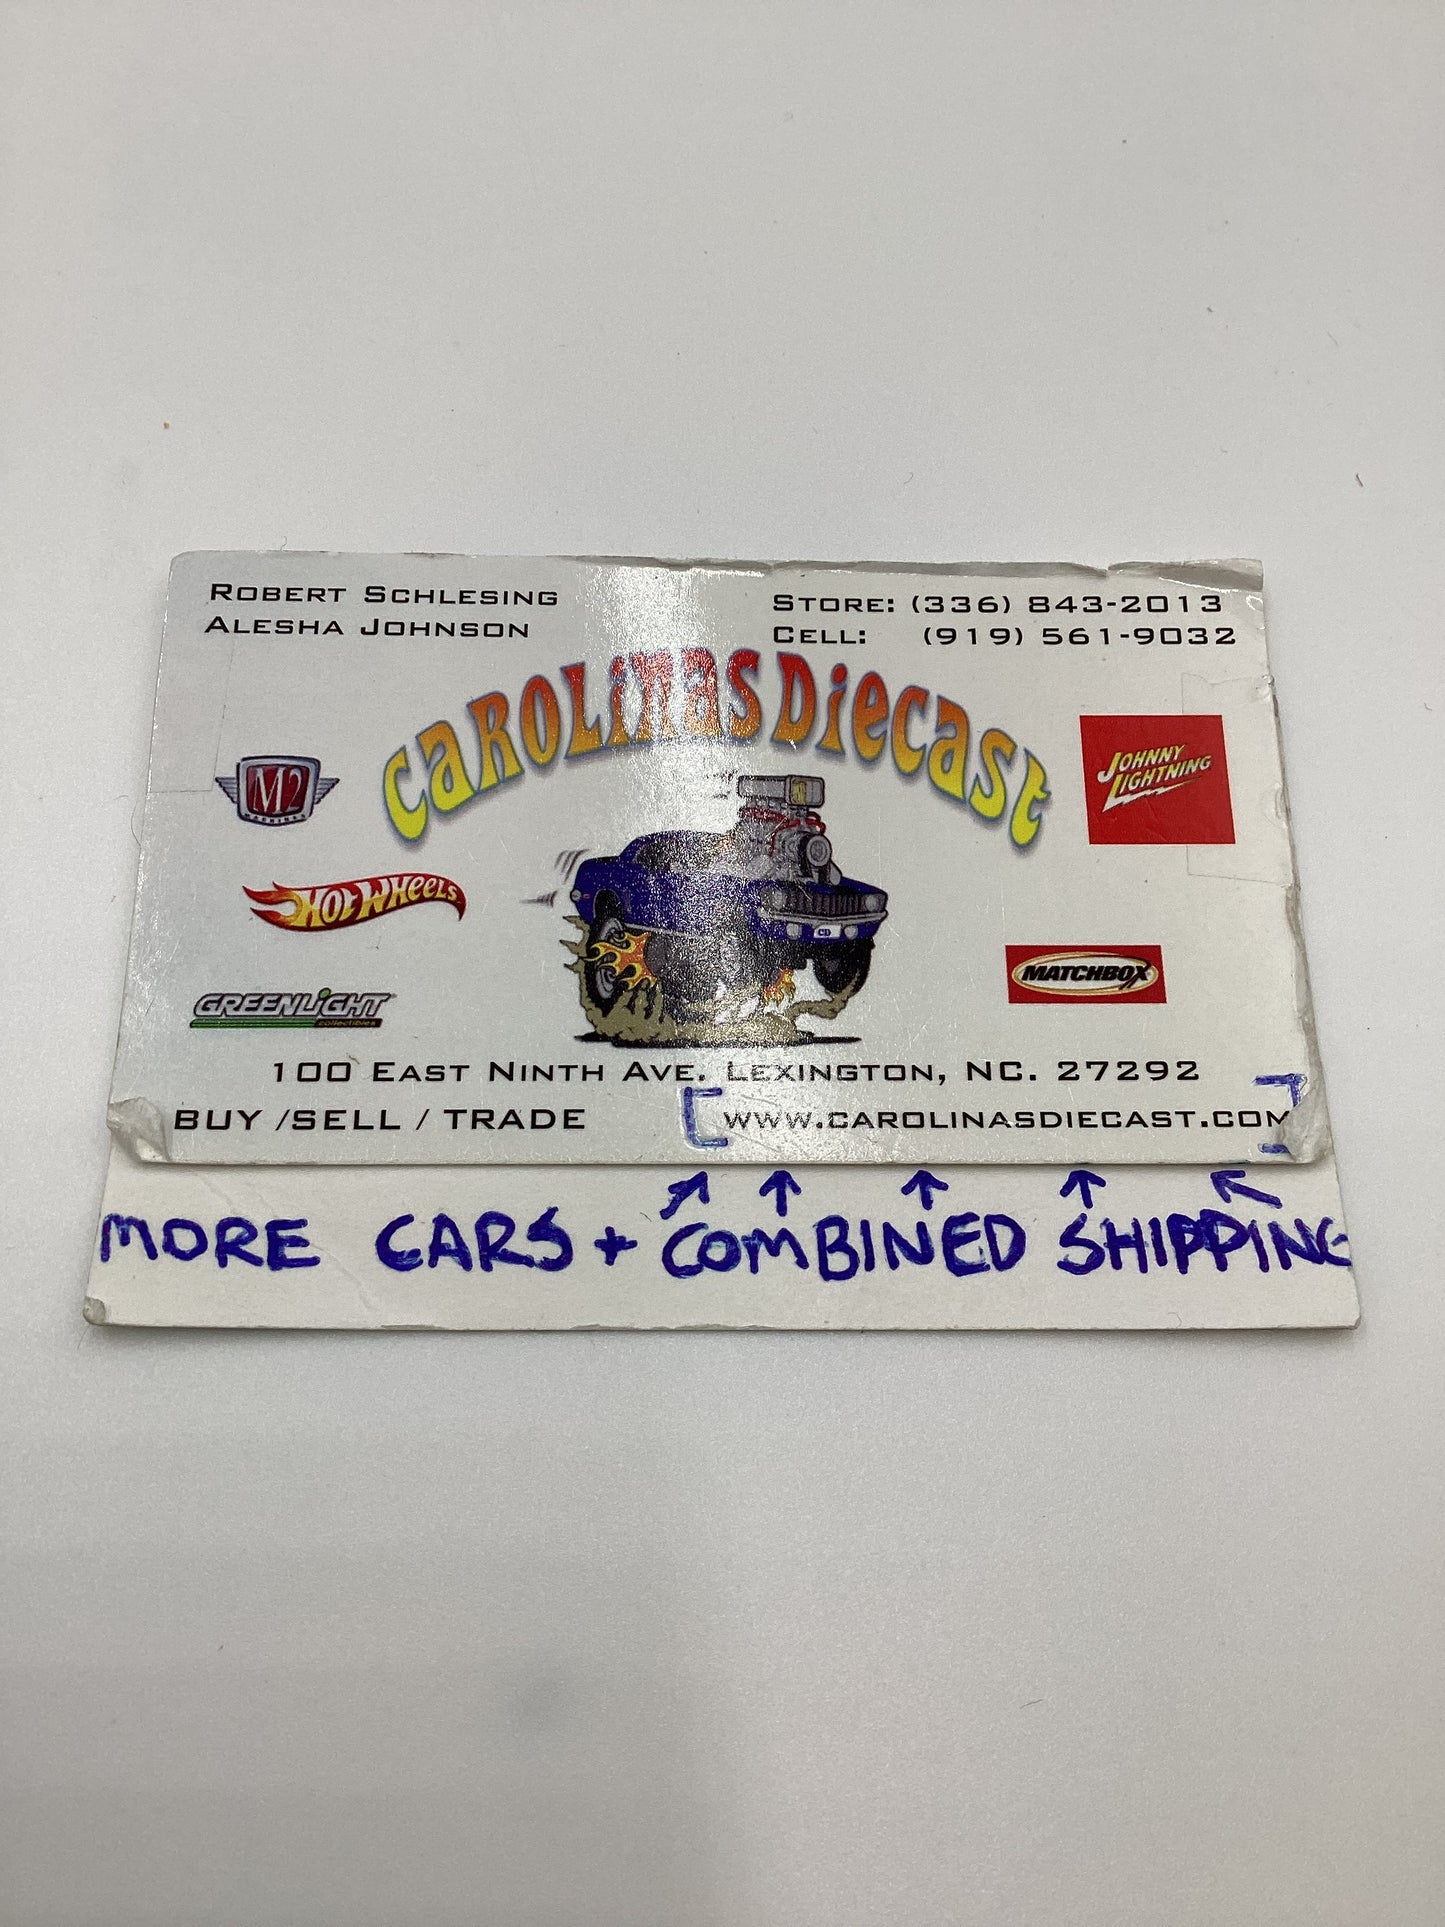 ROBERT SCHLESING
ALESHA JOHNSON
STORE: (336) 843-2013
CELL: (919) 561-9032
CAROLINAS DIECAST
M2
MACHINES
JOHNNY
LIGHTNING
HOT WHEELS
MATCHBOX
GREENLIGHT
collectibles
100 EAST NINTH AVE. LEXINGTON, NC. 27292
BUY /SELL / TRADE
WWW.CAROLINASDIECAST.COM
MORE CARS + COMBINED SHIPPING